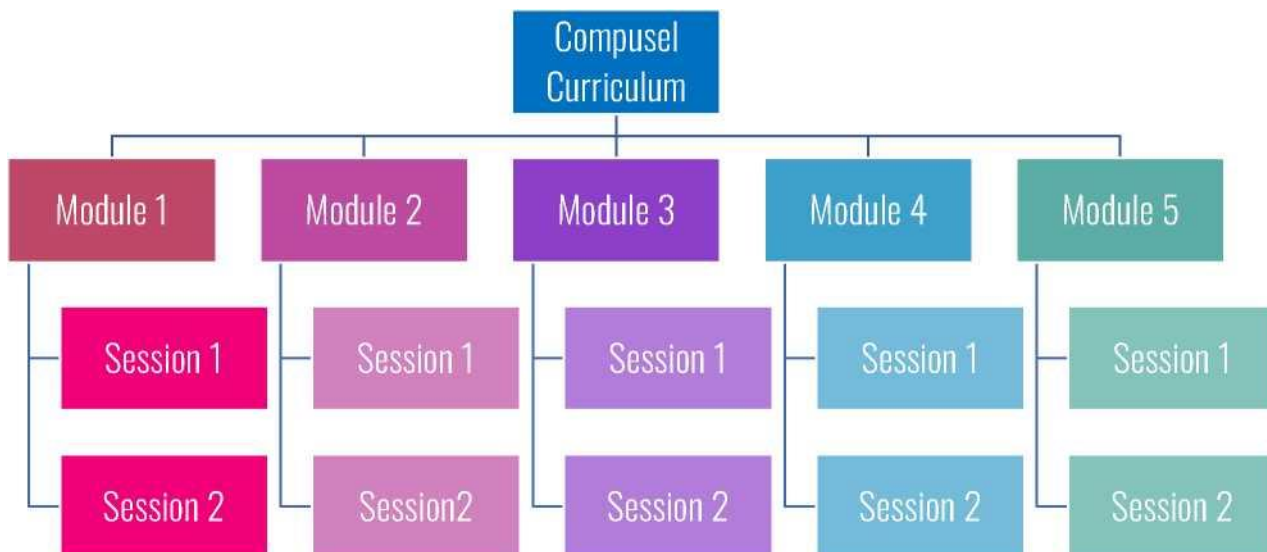 Compusel
Curriculum
Module 1
Module 2
Module 3
Module 4
Module 5
Session 1
Session 1
Session 1
Session 1
Session 1
Session 2
Session2
Session 2
Session 2
Session 2